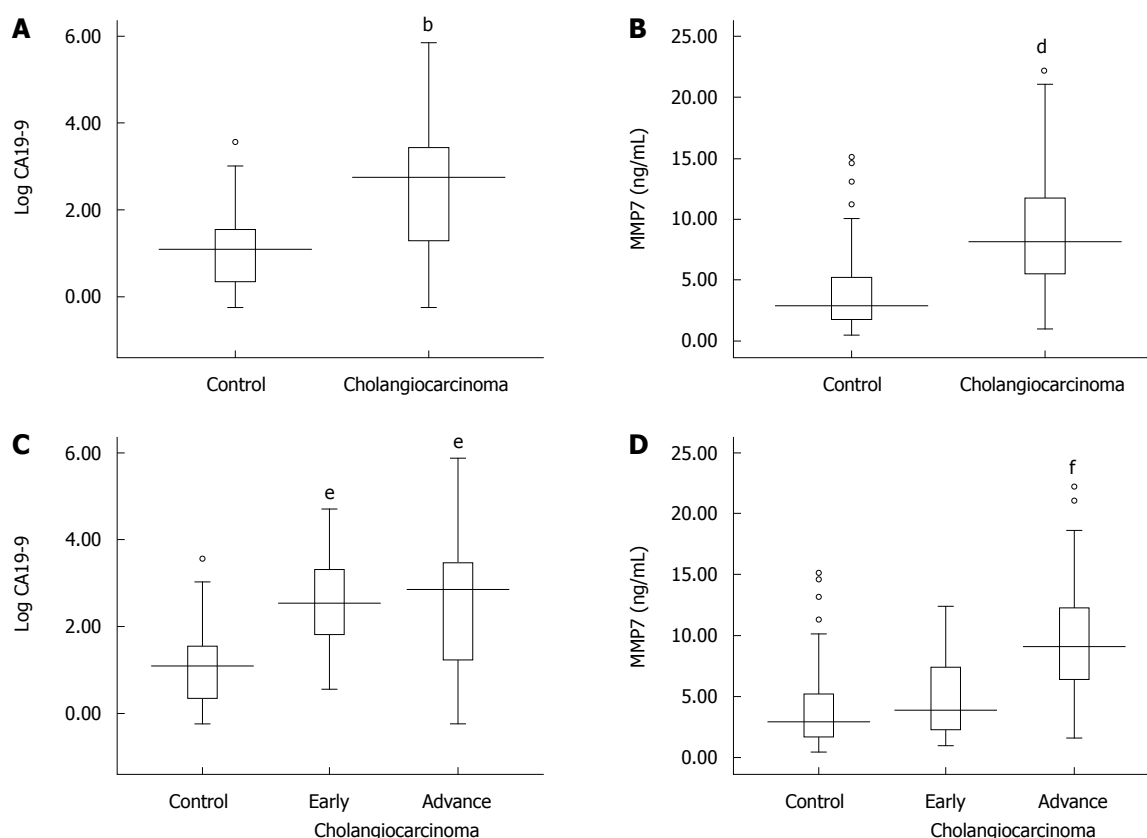 A
Log CA19-9
6.00
4.00
2.00
0.00
b
Control Cholangiocarcinoma
B
MMP7 (ng/mL)
25.00
20.00
15.00
10.00
5.00
0.00
d
Control Cholangiocarcinoma
C
Log CA19-9
6.00
4.00
2.00
0.00
e
e
Control Early Advance
Cholangiocarcinoma
D
MMP7 (ng/mL)
25.00
20.00
15.00
10.00
5.00
0.00
f
Control Early Advance
Cholangiocarcinoma